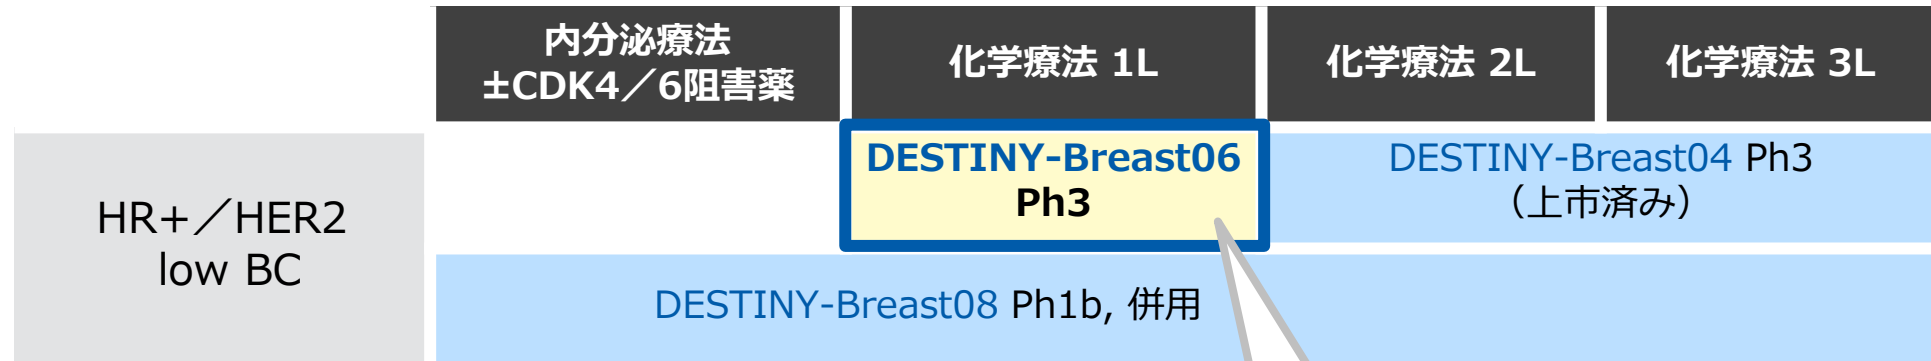 内分泌療法
±CDK4／6阻害薬
化学療法 1L
化学療法 2L
化学療法 3L
HR+／HER2
low BC
DESTINY-Breast06
Ph3
DESTINY-Breast04 Ph3
（上市済み）
DESTINY-Breast08 Ph1b, 併用